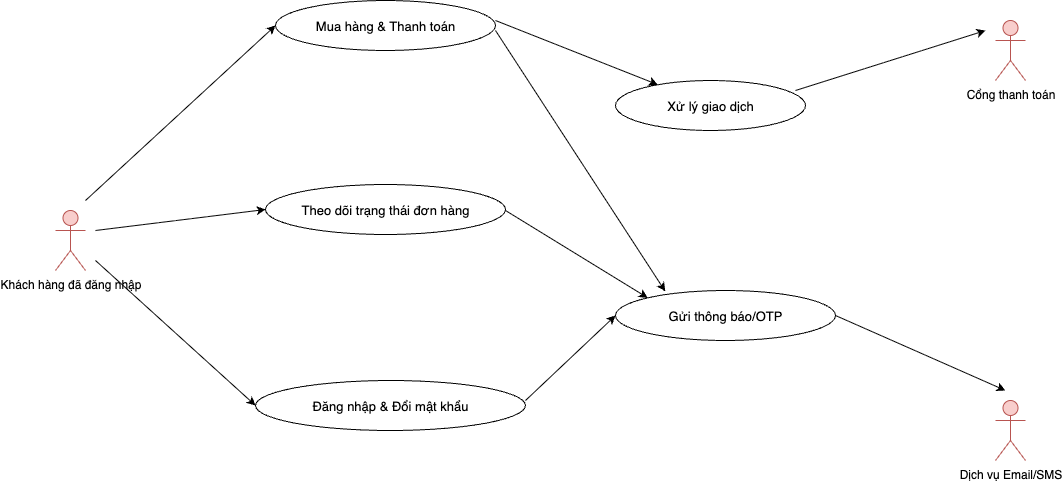 Mua hàng & Thanh toán
Xử lý giao dịch
Cổng thanh toán
Theo dõi trạng thái đơn hàng
Khách hàng đã đăng nhập
Gửi thông báo/OTP
Đăng nhập & Đổi mật khẩu
Dịch vụ Email/SMS